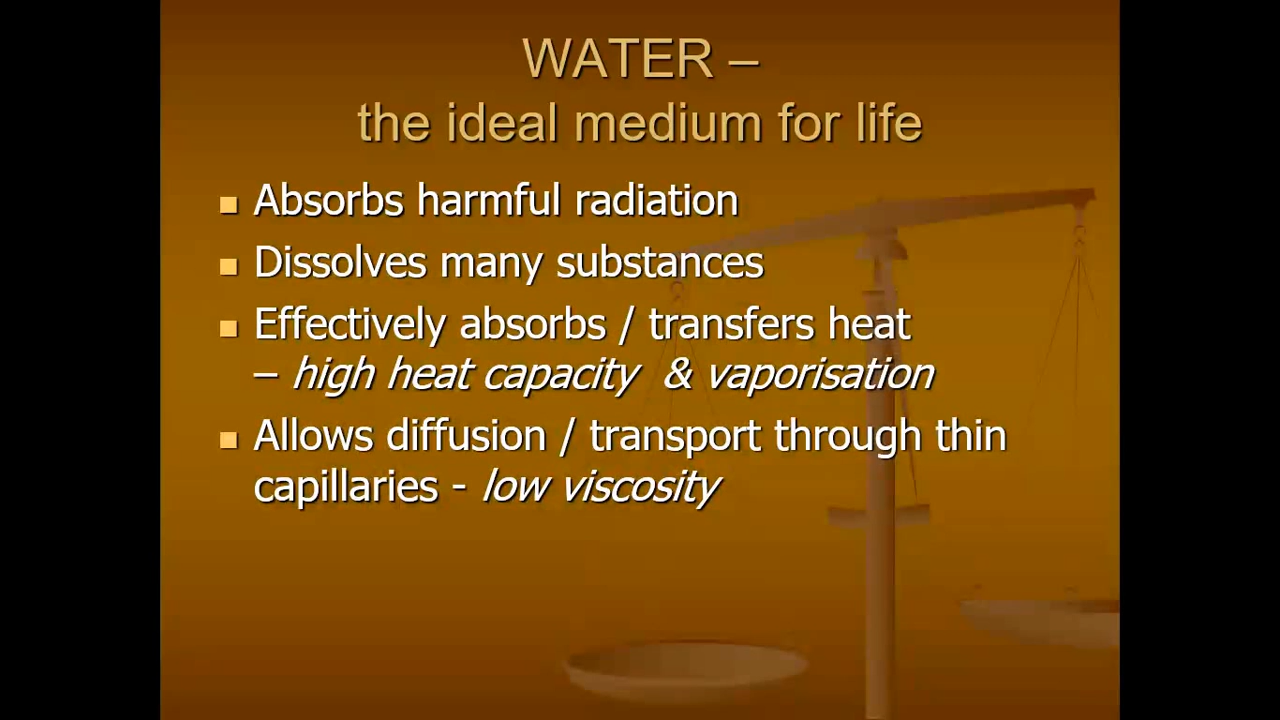 WATER –
the ideal medium for life
■ Absorbs harmful radiation
■ Dissolves many substances
■ Effectively absorbs / transfers heat
– high heat capacity & vaporisation
■ Allows diffusion / transport through thin
capillaries - low viscosity